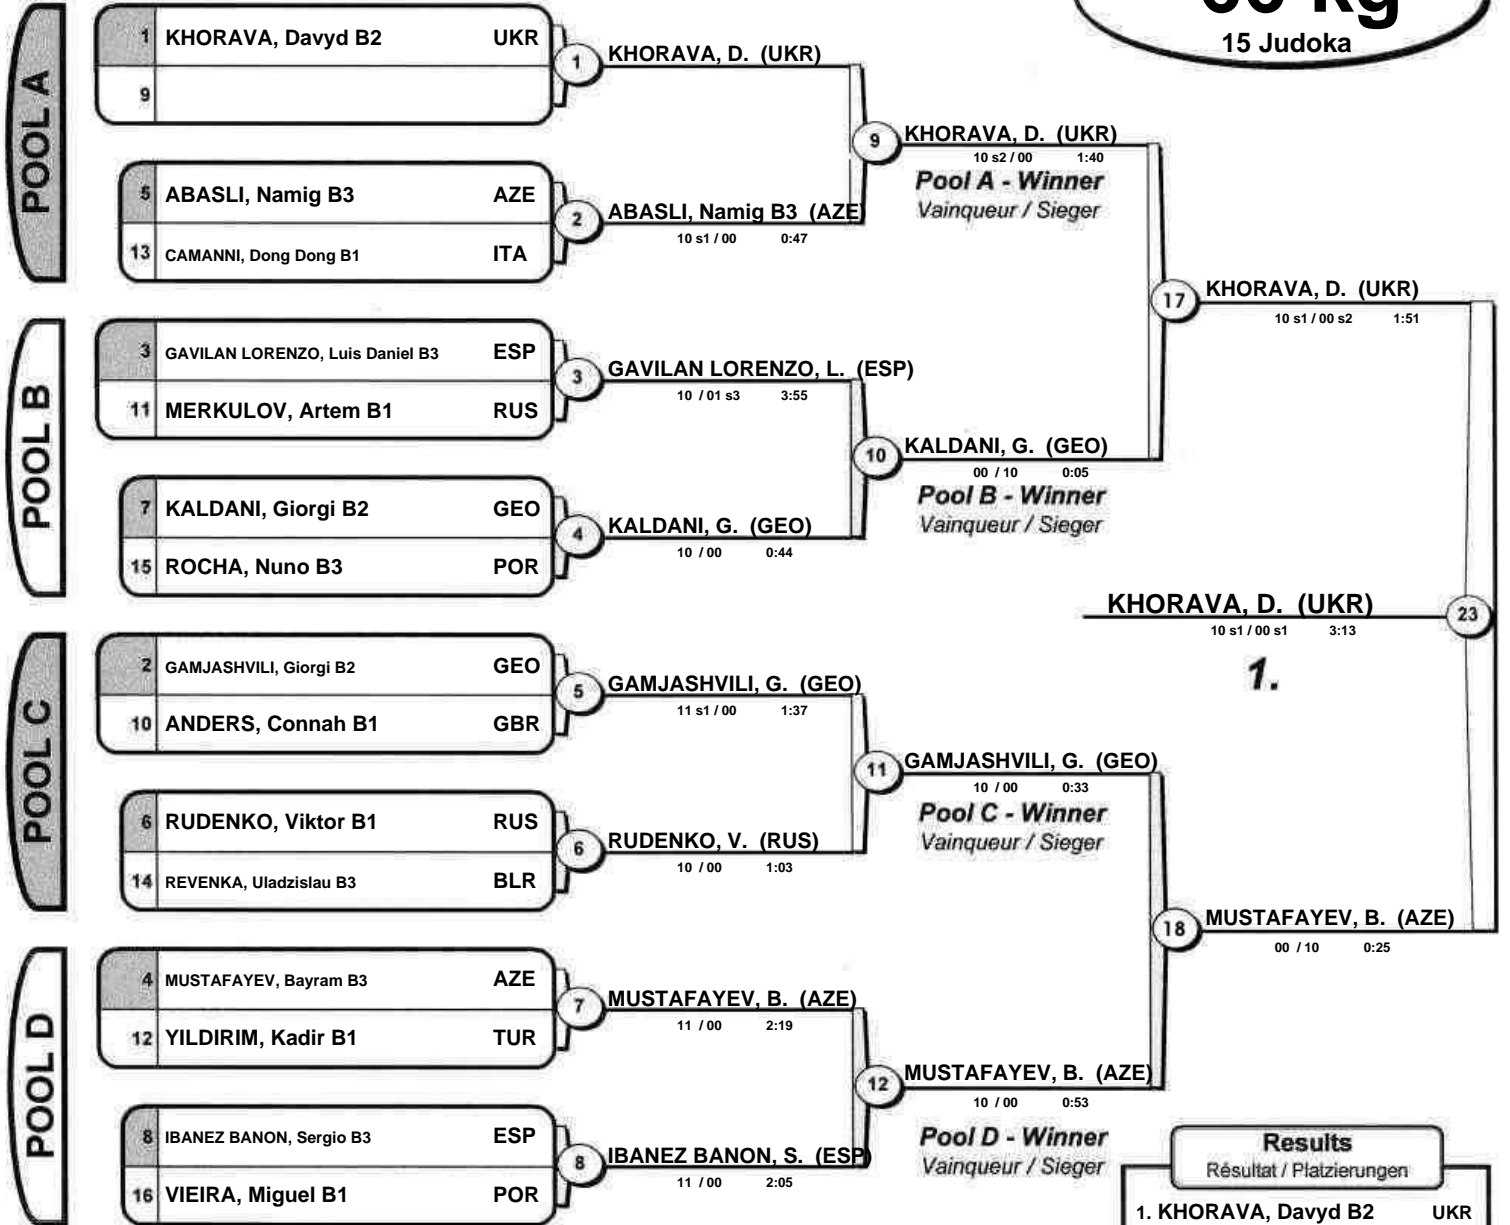 66 kg
15 Judoka
POOL A
1 KHORAVA, Davyd B2 UKR
9
5 ABASLI, Namig B3 AZE
13 CAMANNI, Dong Dong B1 ITA
1 KHORAVA, D. (UKR)
2 ABASLI, Namig B3 (AZE)
10 s1 / 00 0:47
9 KHORAVA, D. (UKR)
10 s2 / 00 1:40
Pool A - Winner
Vainqueur / Sieger
17 KHORAVA, D. (UKR)
10 s1 / 00 s2 1:51
POOL B
3 GAVILAN LORENZO, Luis Daniel B3 ESP
11 MERKULOV, Artem B1 RUS
7 KALDANI, Giorgi B2 GEO
15 ROCHA, Nuno B3 POR
3 GAVILAN LORENZO, L. (ESP)
10 / 01 s3 3:55
4 KALDANI, G. (GEO)
10 / 00 0:44
10 KALDANI, G. (GEO)
00 / 10 0:05
Pool B - Winner
Vainqueur / Sieger
KHORAVA, D. (UKR) 23
10 s1 / 00 s1 3:13
1.
POOL C
2 GAMJASHVILI, Giorgi B2 GEO
10 ANDERS, Connah B1 GBR
6 RUDENKO, Viktor B1 RUS
14 REVENKA, Uladzislau B3 BLR
5 GAMJASHVILI, G. (GEO)
11 s1 / 00 1:37
6 RUDENKO, V. (RUS)
10 / 00 1:03
11 GAMJASHVILI, G. (GEO)
10 / 00 0:33
Pool C - Winner
Vainqueur / Sieger
18 MUSTAFAYEV, B. (AZE)
00 / 10 0:25
POOL D
4 MUSTAFAYEV, Bayram B3 AZE
12 YILDIRIM, Kadir B1 TUR
8 IBANEZ BANON, Sergio B3 ESP
16 VIEIRA, Miguel B1 POR
7 MUSTAFAYEV, B. (AZE)
11 / 00 2:19
8 IBANEZ BANON, S. (ESP)
11 / 00 2:05
12 MUSTAFAYEV, B. (AZE)
10 / 00 0:53
Pool D - Winner
Vainqueur / Sieger
Results
Résultat / Platzierungen
1. KHORAVA, Davyd B2 UKR